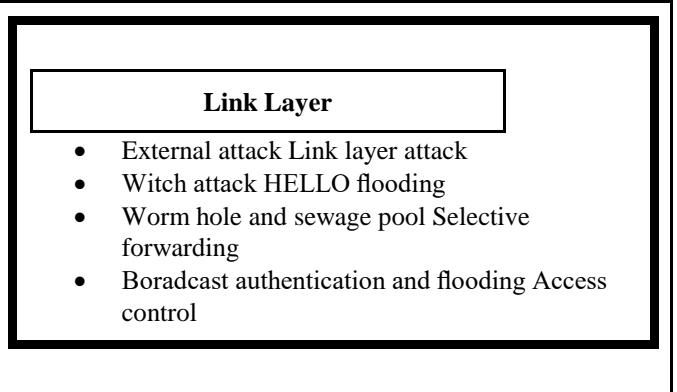 Link Layer
• External attack Link layer attack
• Witch attack HELLO flooding
• Worm hole and sewage pool Selective
forwarding
• Boradcast authentication and flooding Access
control